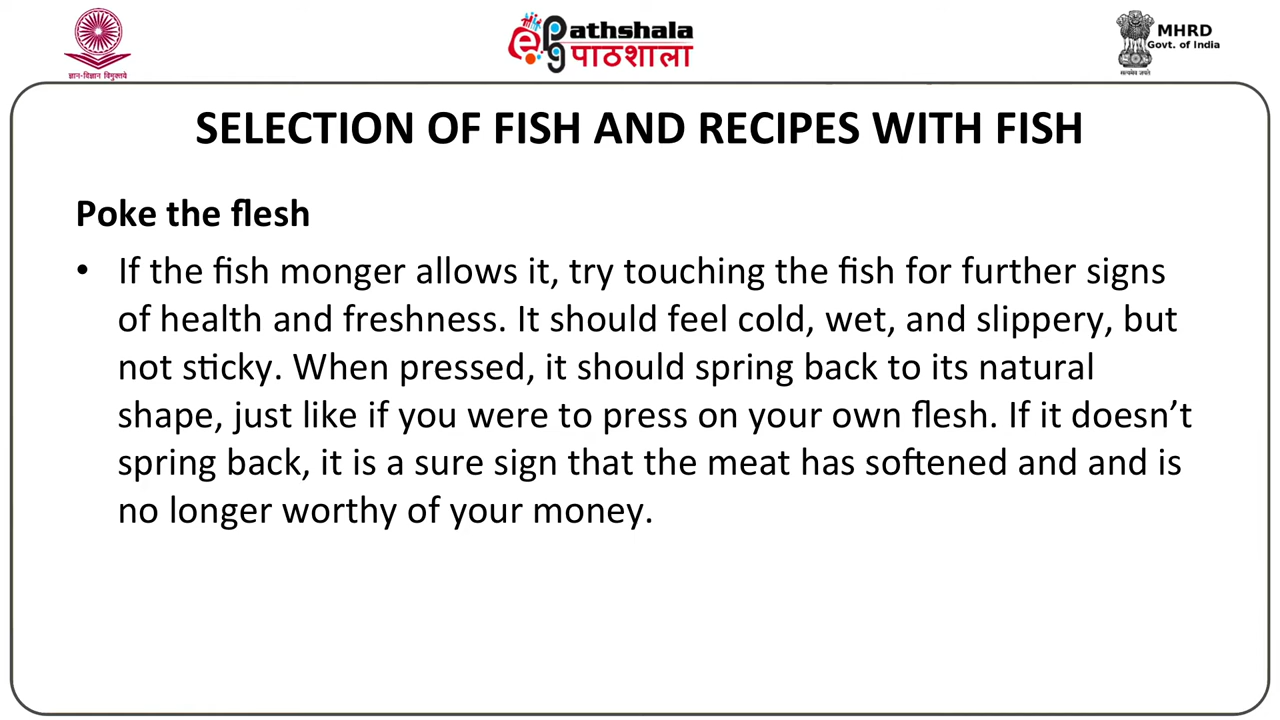 ज्ञान-विज्ञान विमुक्तये
Pathshala
पाठशाला
MHRD
Govt. of India
सत्यमेव जयते
SELECTION OF FISH AND RECIPES WITH FISH
Poke the flesh
• If the fish monger allows it, try touching the fish for further signs
of health and freshness. It should feel cold, wet, and slippery, but
not sticky. When pressed, it should spring back to its natural
shape, just like if you were to press on your own flesh. If it doesn’t
spring back, it is a sure sign that the meat has softened and and is
no longer worthy of your money.